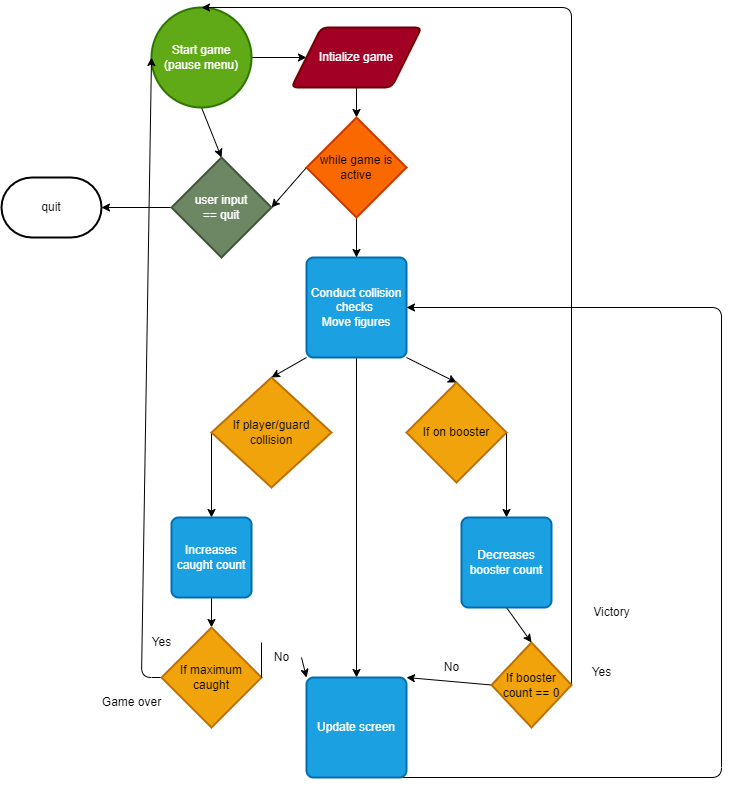 Start game
(pause menu)
Intialize game
while game is
active
user input
== quit
quit
Conduct collision
checks
Move figures
If player/guard
collision
If on booster
Increases
caught count
Decreases
booster count
Victory
Yes
No
If maximum
caught
Game over
No
If booster
count == 0
Yes
Update screen